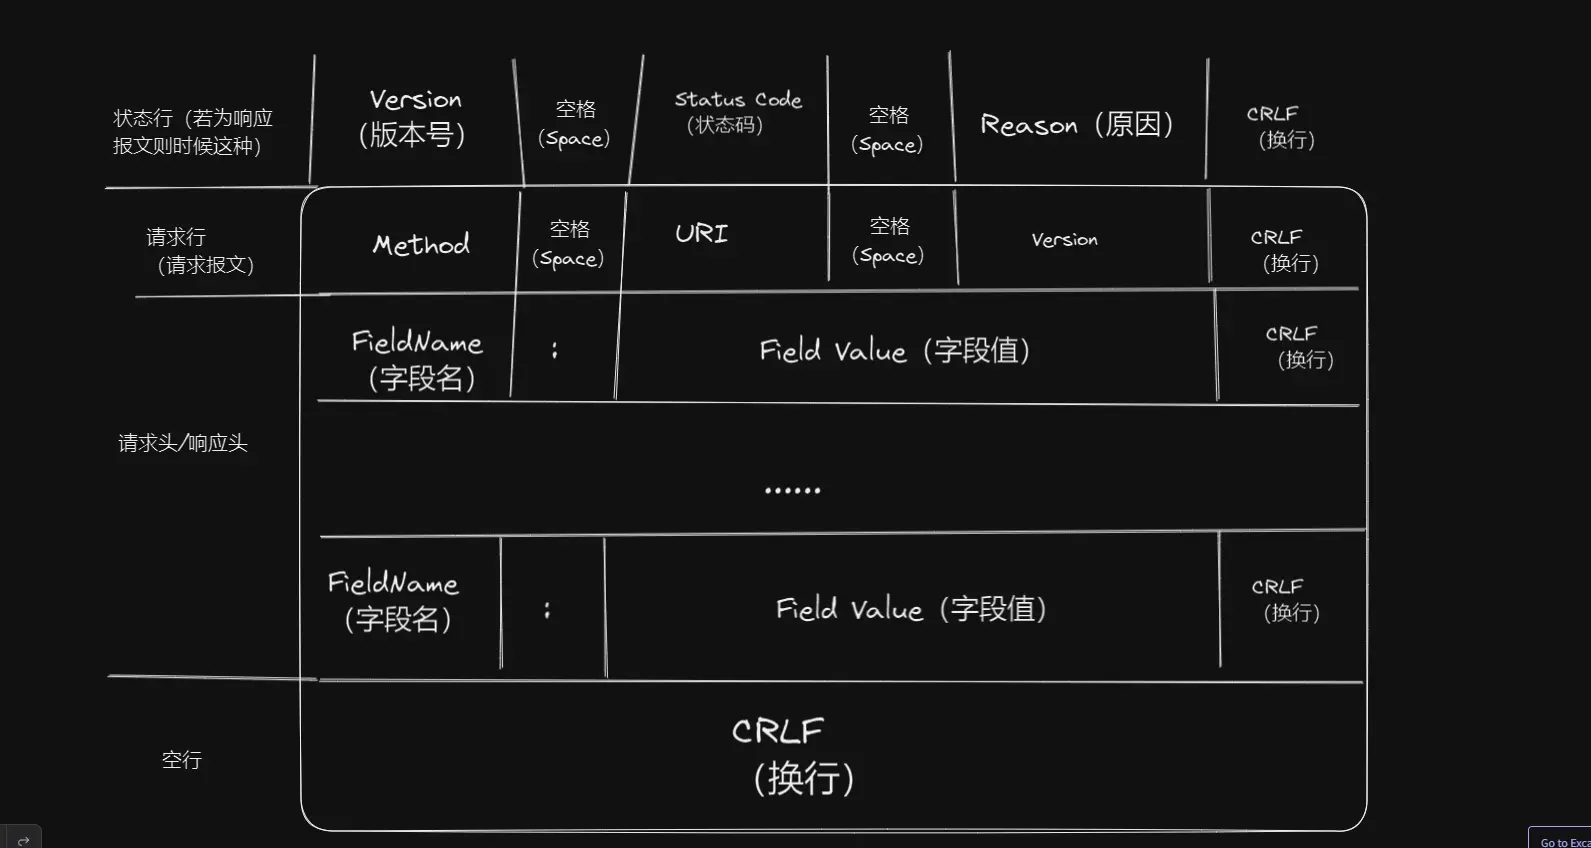 状态行（若为响应
报文则时候这种）
Version
（版本号）
空格
(Space)
Status Code
（状态码）
空格
(Space)
Reason（原因）
CRLF
（换行）
请求行
（请求报文）
Method
空格
(Space)
URI
空格
(Space)
Version
CRLF
（换行）
请求头/响应头
FieldName
（字段名）
:
Field Value（字段值）
CRLF
（换行）
......
FieldName
（字段名）
:
Field Value（字段值）
CRLF
（换行）
空行
CRLF
（换行）
Go to Exca